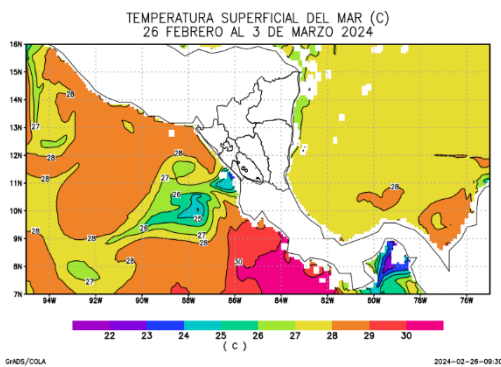 TEMPERATURA SUPERFICIAL DEL MAR (C)
26 FEBRERO AL 3 DE MARZO 2024
16N
15N
14N
13N
12N
11N
10N
9N
8N
7N
28
27
28
28
28
27
26
25
28
26
27
28
28
28
27
30
28
27
94W 92W 90W 88W 86W 84W 82W 80W 78W 76W
22 23 24 25 26 27 28 29 30
( C )
GrADS/COLA
2024-02-26-09:30